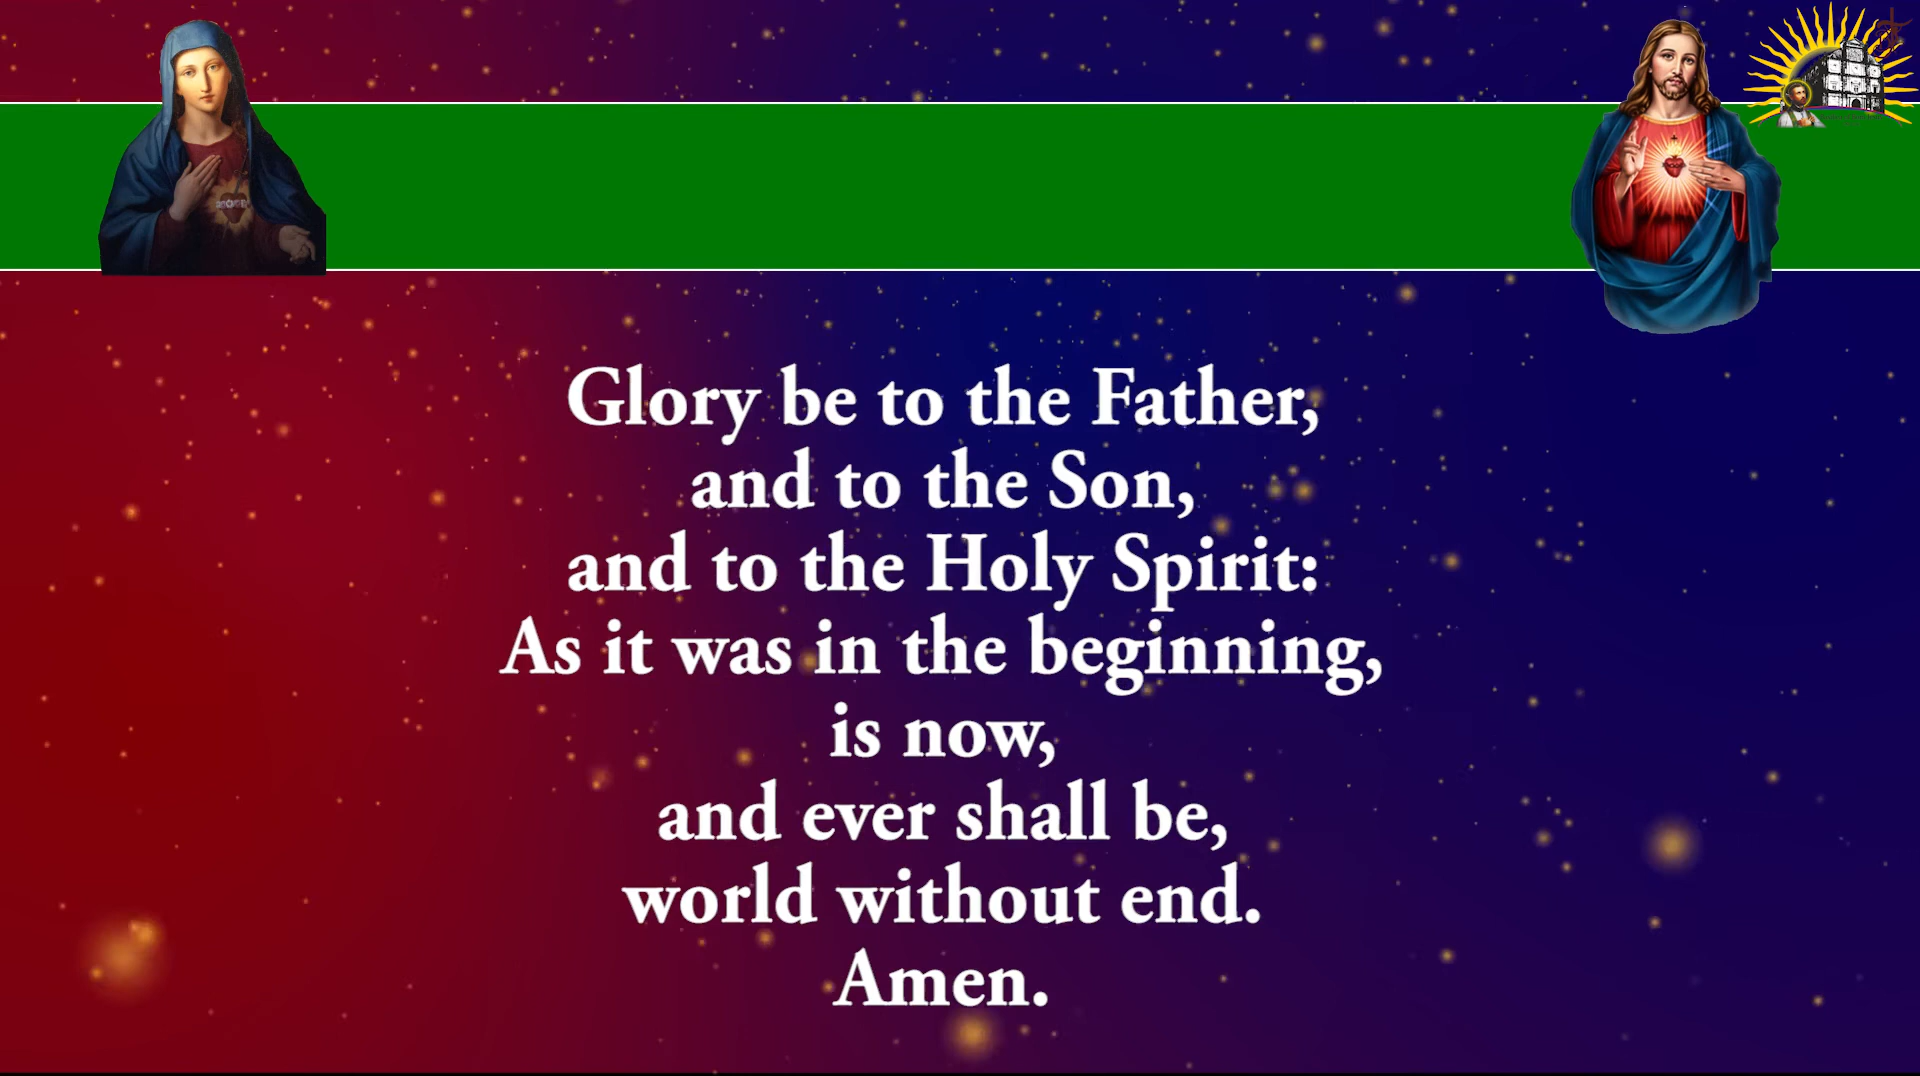 Glory be to the Father,
and to the Son,
and to the Holy Spirit:
As it was in the beginning,
is now,
and ever shall be,
world without end.
Amen.